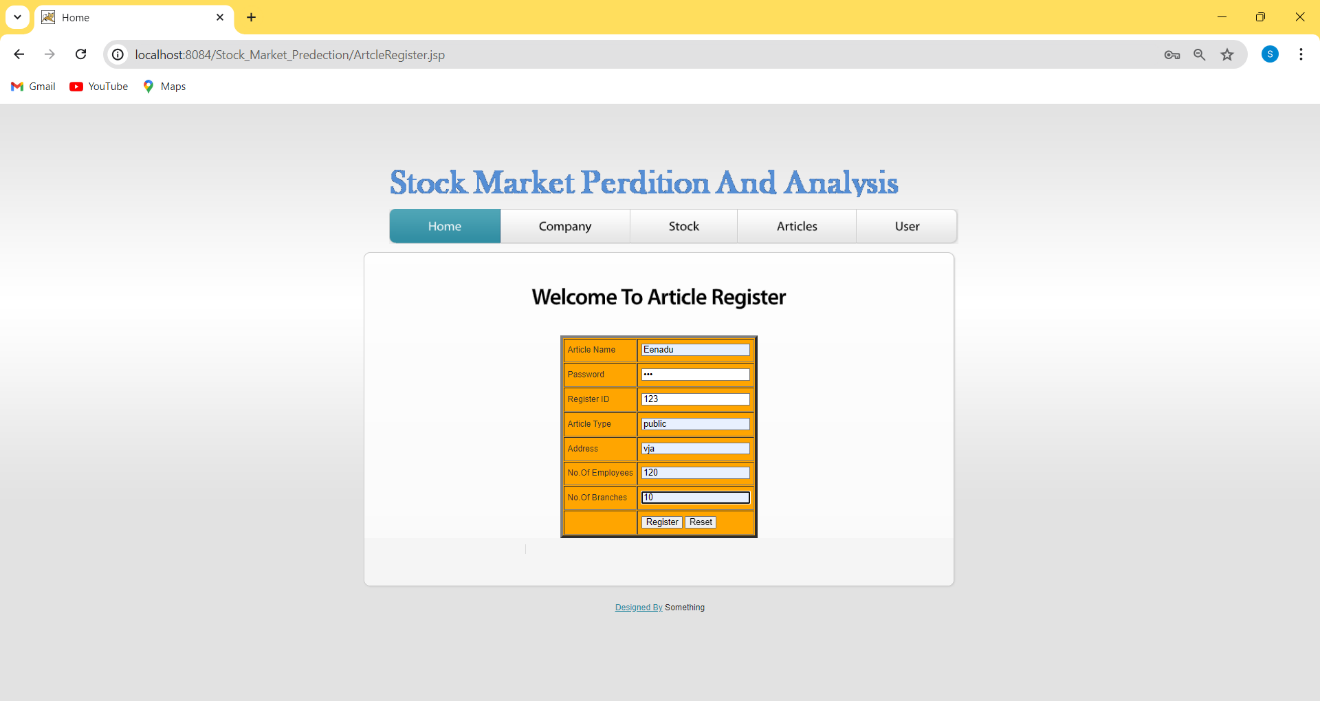 Home
localhost:8084/Stock_Market_Predection/ArtcleRegister.jsp
S
Gmail YouTube Maps
Stock Market Perdition And Analysis
Home Company Stock Articles User
Welcome To Article Register
Article Name Eenadu
Password •••
Register ID 123
Article Type public
Address vja
No.Of Employees 120
No.Of Branches 10
Register Reset
Designed By Something